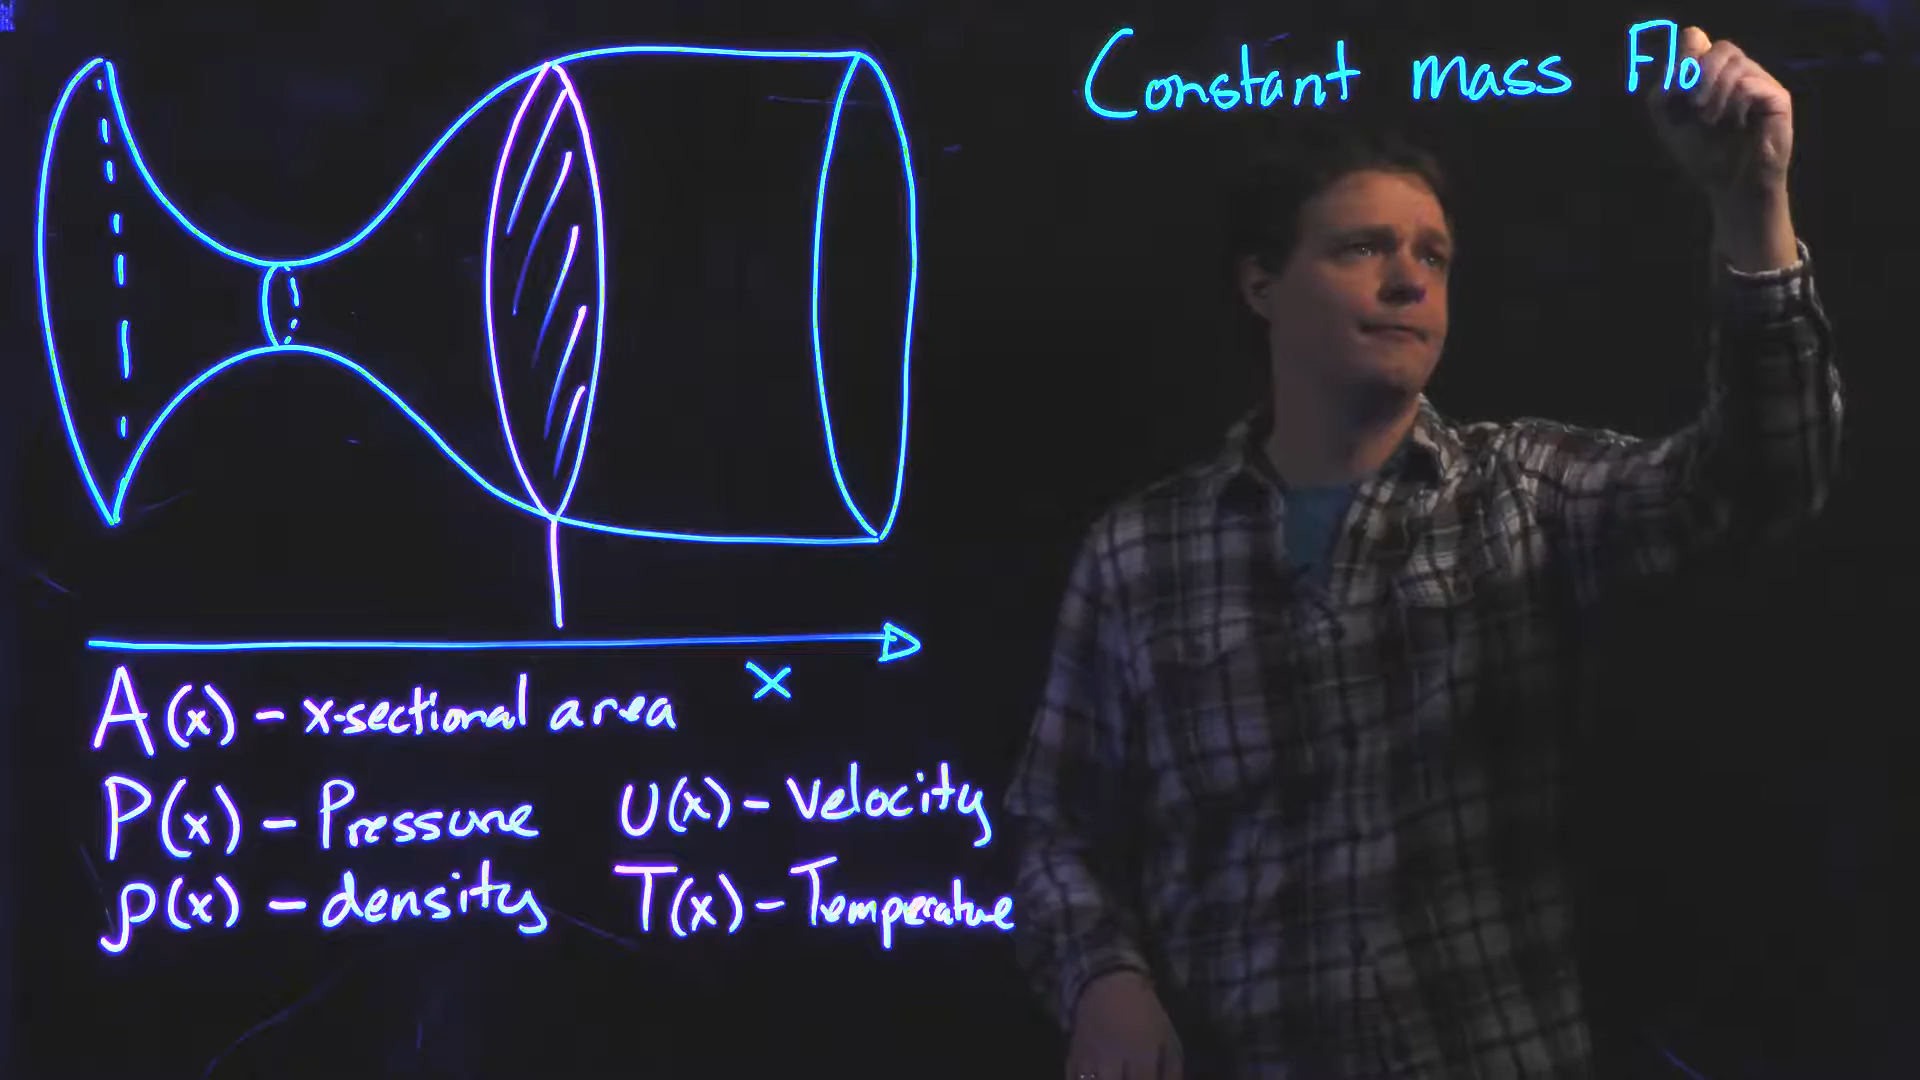 Constant mass Flo
x
A(x) - x-sectional area
P(x) - Pressure
U(x) - Velocity
ρ(x) - density
T(x) - Temperature